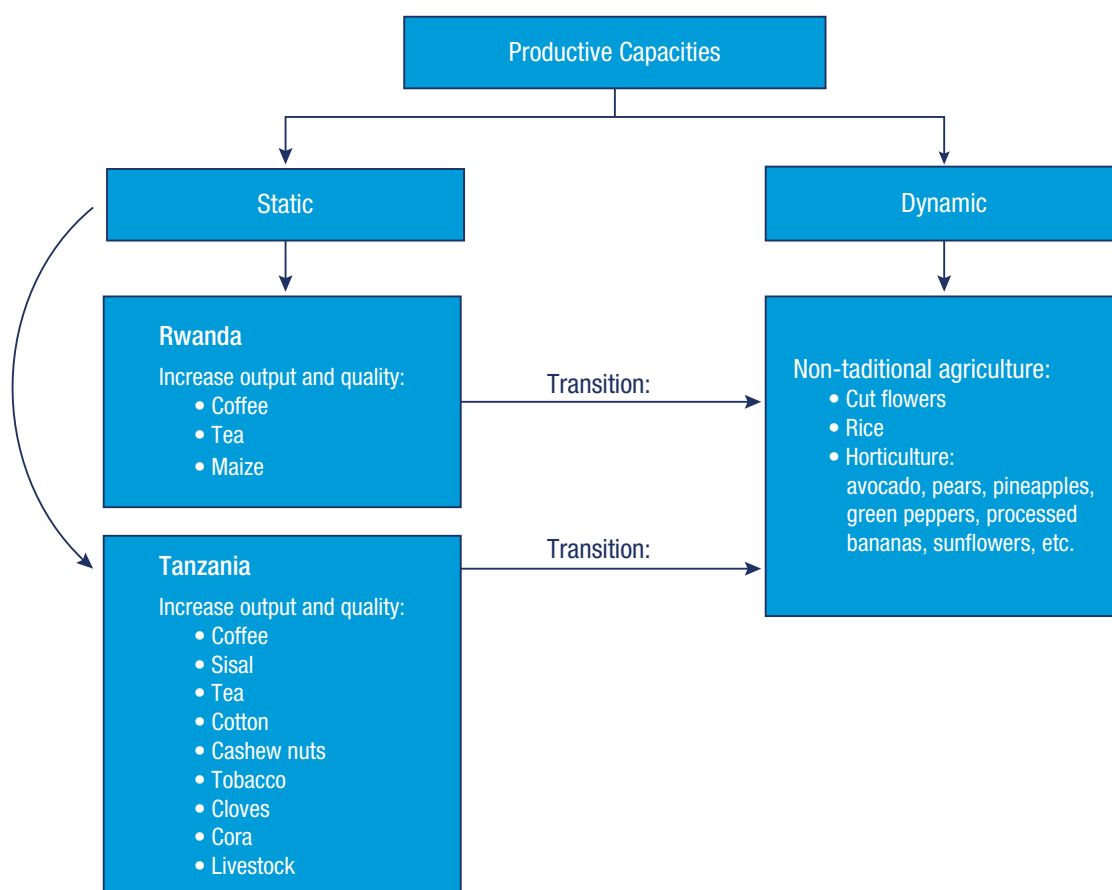 Productive Capacities
Static
Dynamic
Rwanda
Increase output and quality:
• Coffee
• Tea
• Maize
Transition:
Non-taditional agriculture:
• Cut flowers
• Rice
• Horticulture:
avocado, pears, pineapples,
green peppers, processed
bananas, sunflowers, etc.
Tanzania
Increase output and quality:
• Coffee
• Sisal
• Tea
• Cotton
• Cashew nuts
• Tobacco
• Cloves
• Cora
• Livestock
Transition: